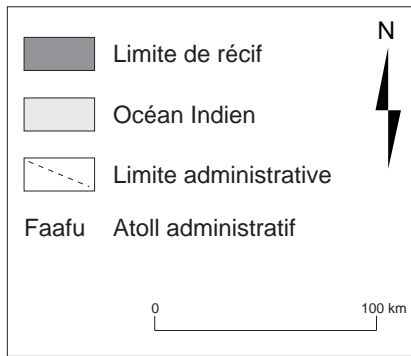 N
Limite de récif
Océan Indien
Limite administrative
Faafu Atoll administratif
0 100 km